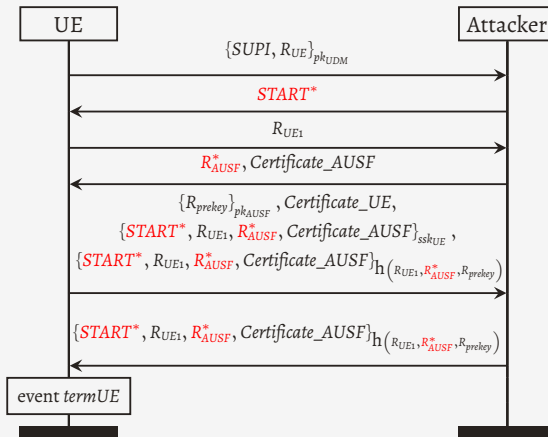 UE Attacker
{SUPI, R_UE}_pk_UDM
START*
R_UE1
R*_AUSF, Certificate_AUSF
{R_prekey}_pk_AUSF, Certificate_UE,
{START*, R_UE1, R*_AUSF, Certificate_AUSF}_ssk_UE,
{START*, R_UE1, R*_AUSF, Certificate_AUSF}_h(R_UE1, R*_AUSF, R_prekey)
{START*, R_UE1, R*_AUSF, Certificate_AUSF}_h(R_UE1, R*_AUSF, R_prekey)
event termUE